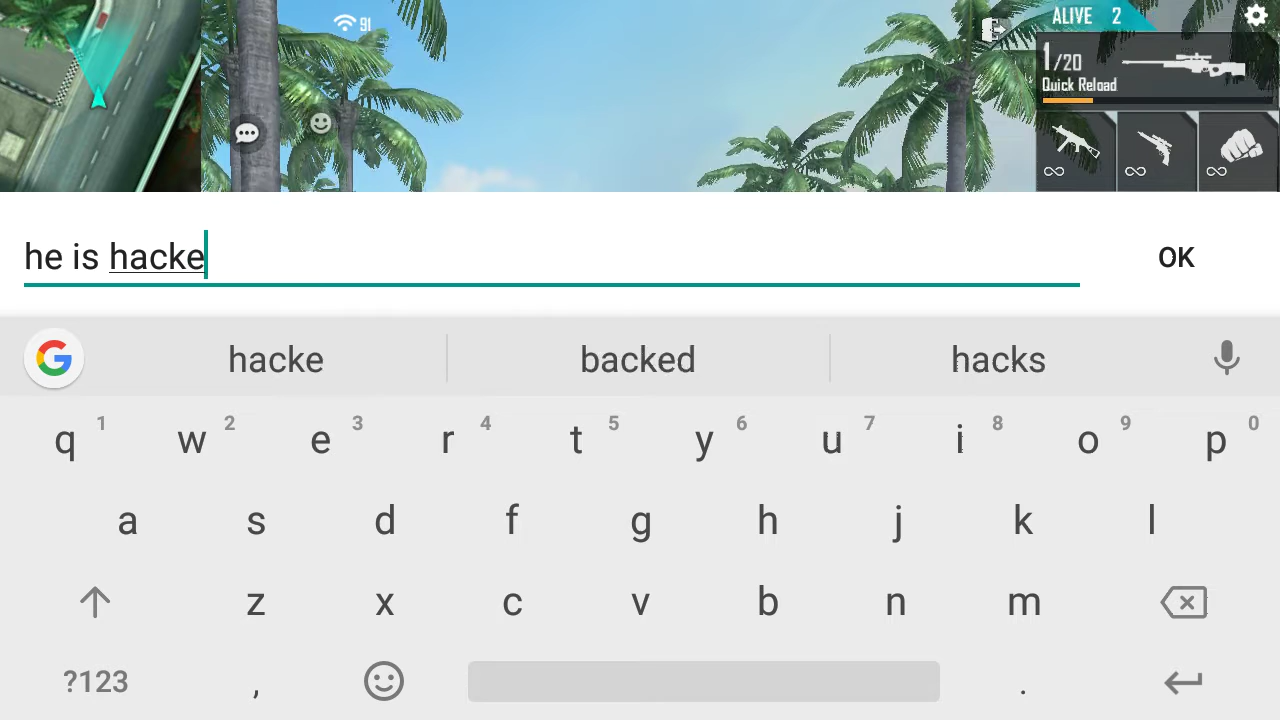 91
ALIVE 2
1/20
Quick Reload
∞ ∞ ∞
he is hacke
OK
G hacke backed hacks
q 1 w 2 e 3 r 4 t 5 y 6 u 7 i 8 o 9 p 0
a s d f g h j k l
z x c v b n m
?123 , .